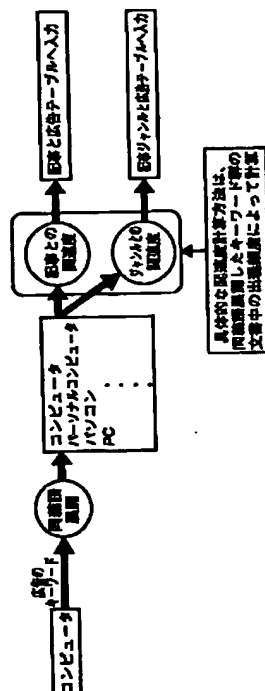 コンピュータ
広告の
キーワード
同義語
展開
コンピュータ
パーソナルコンピュータ
パソコン
PC
・・・・
記事との
関連度
ジャンルとの
関連度
記事と広告テーブルへ入力
記事ジャンルと広告テーブルへ入力
具体的な関連度計算方法は、
同義語展開したキーワード群の
文書中の出現頻度によって計算